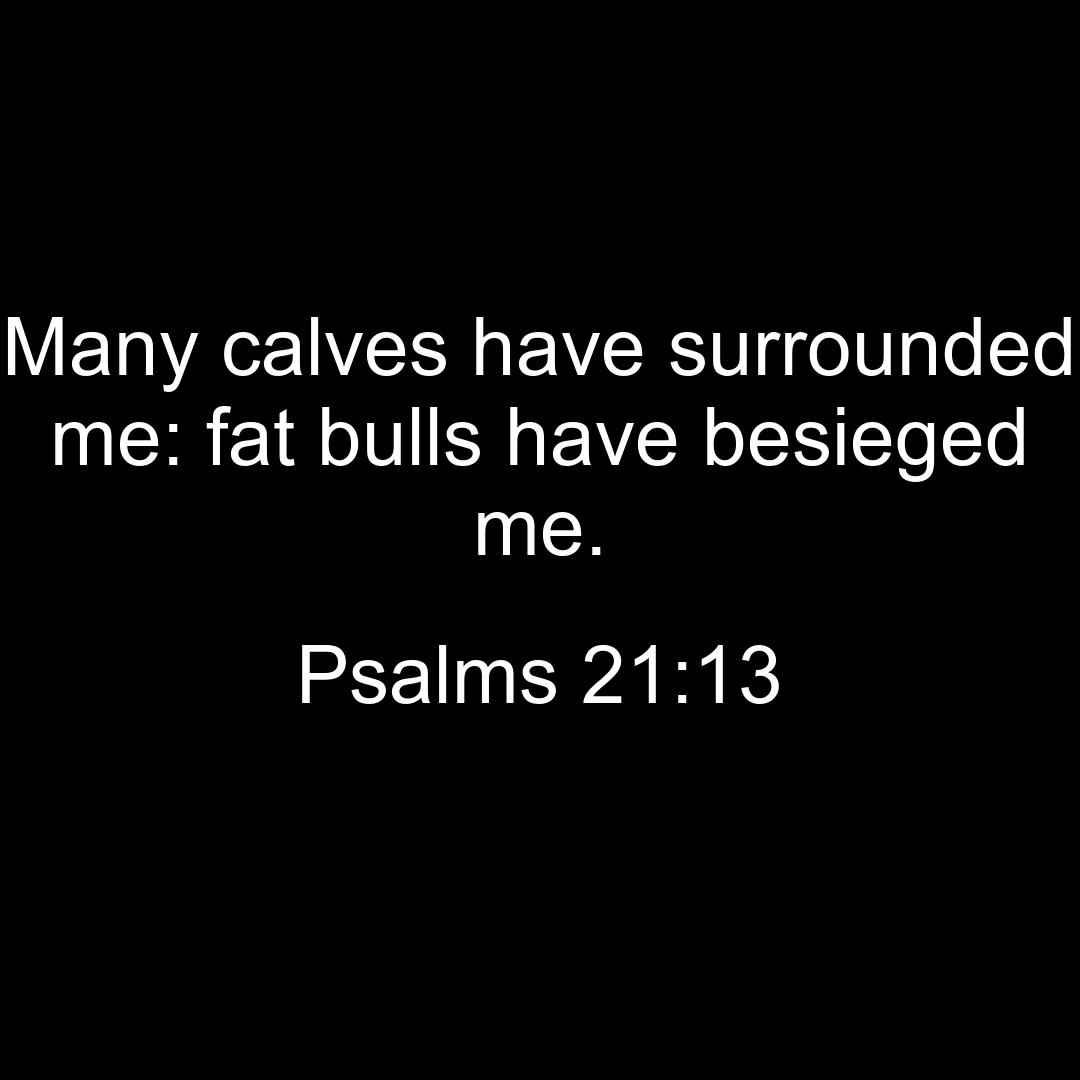 Many calves have surrounded
me: fat bulls have besieged
me.
Psalms 21:13